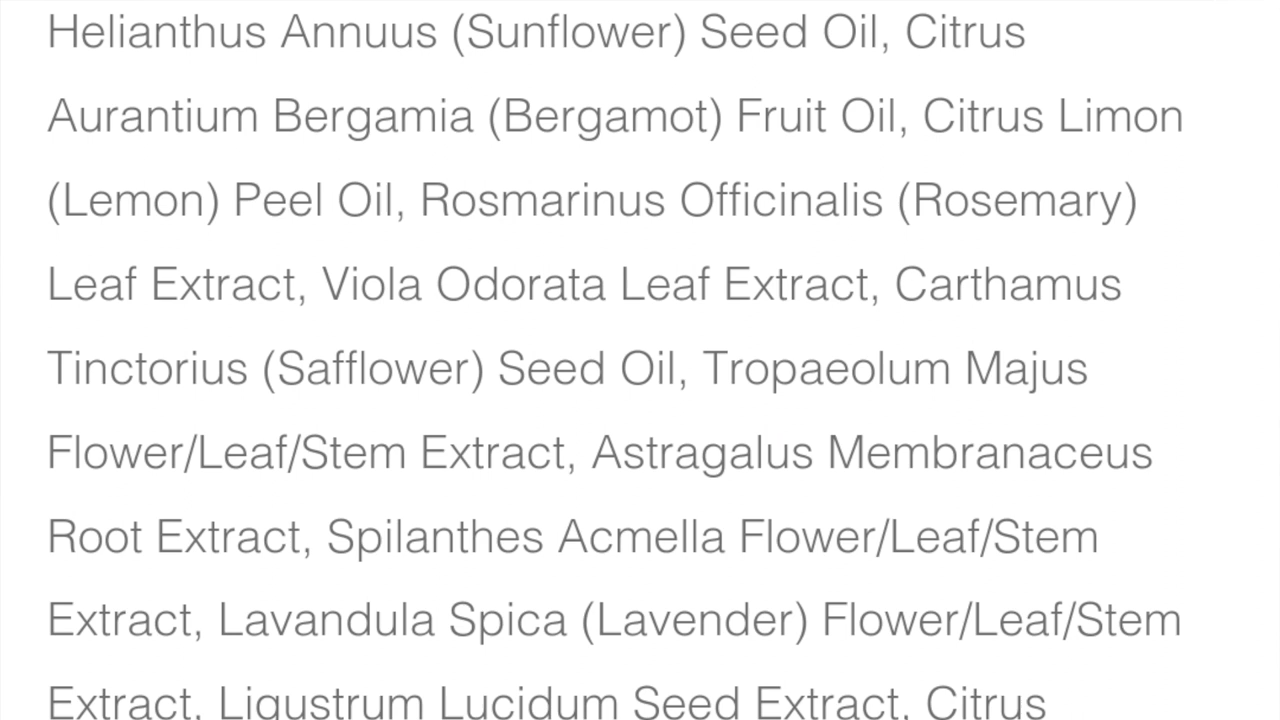 Helianthus Annuus (Sunflower) Seed Oil, Citrus
Aurantium Bergamia (Bergamot) Fruit Oil, Citrus Limon
(Lemon) Peel Oil, Rosmarinus Officinalis (Rosemary)
Leaf Extract, Viola Odorata Leaf Extract, Carthamus
Tinctorius (Safflower) Seed Oil, Tropaeolum Majus
Flower/Leaf/Stem Extract, Astragalus Membranaceus
Root Extract, Spilanthes Acmella Flower/Leaf/Stem
Extract, Lavandula Spica (Lavender) Flower/Leaf/Stem
Extract, Ligustrum Lucidum Seed Extract, Citrus